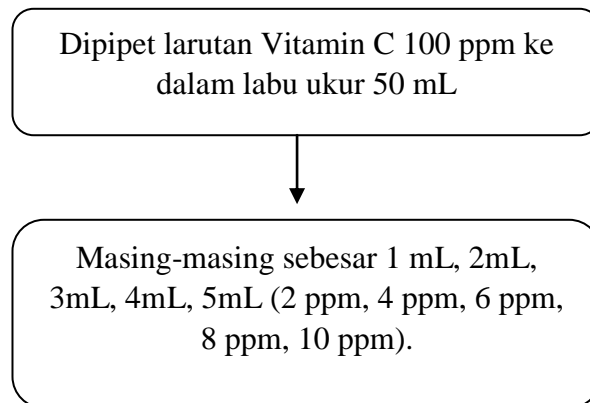 Dipipet larutan Vitamin C 100 ppm ke
dalam labu ukur 50 mL
Masing-masing sebesar 1 mL, 2mL,
3mL, 4mL, 5mL (2 ppm, 4 ppm, 6 ppm,
8 ppm, 10 ppm).